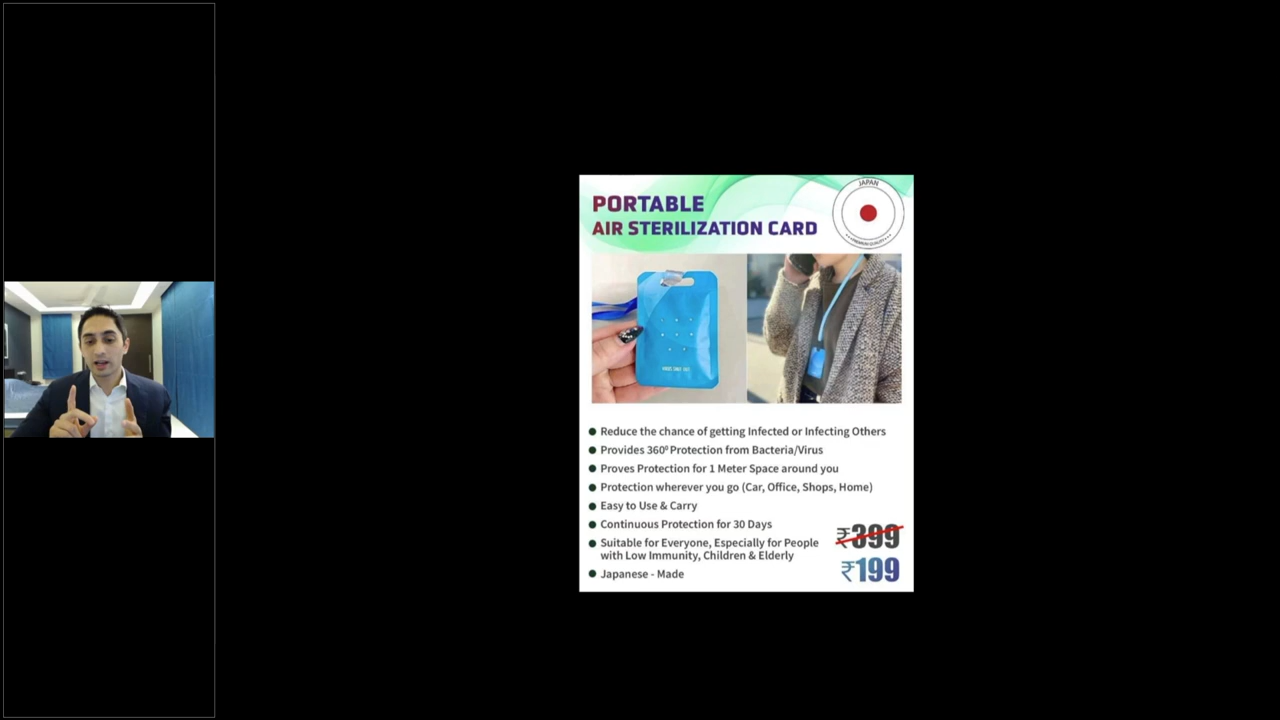 PORTABLE
AIR STERILIZATION CARD
JAPAN
Reduce the chance of getting Infected or Infecting Others
Provides 360º Protection from Bacteria/Virus
Proves Protection for 1 Meter Space around you
Protection wherever you go (Car, Office, Shops, Home)
Easy to Use & Carry
Continuous Protection for 30 Days
Suitable for Everyone, Especially for People
with Low Immunity, Children & Elderly
Japanese - Made
₹399
₹199